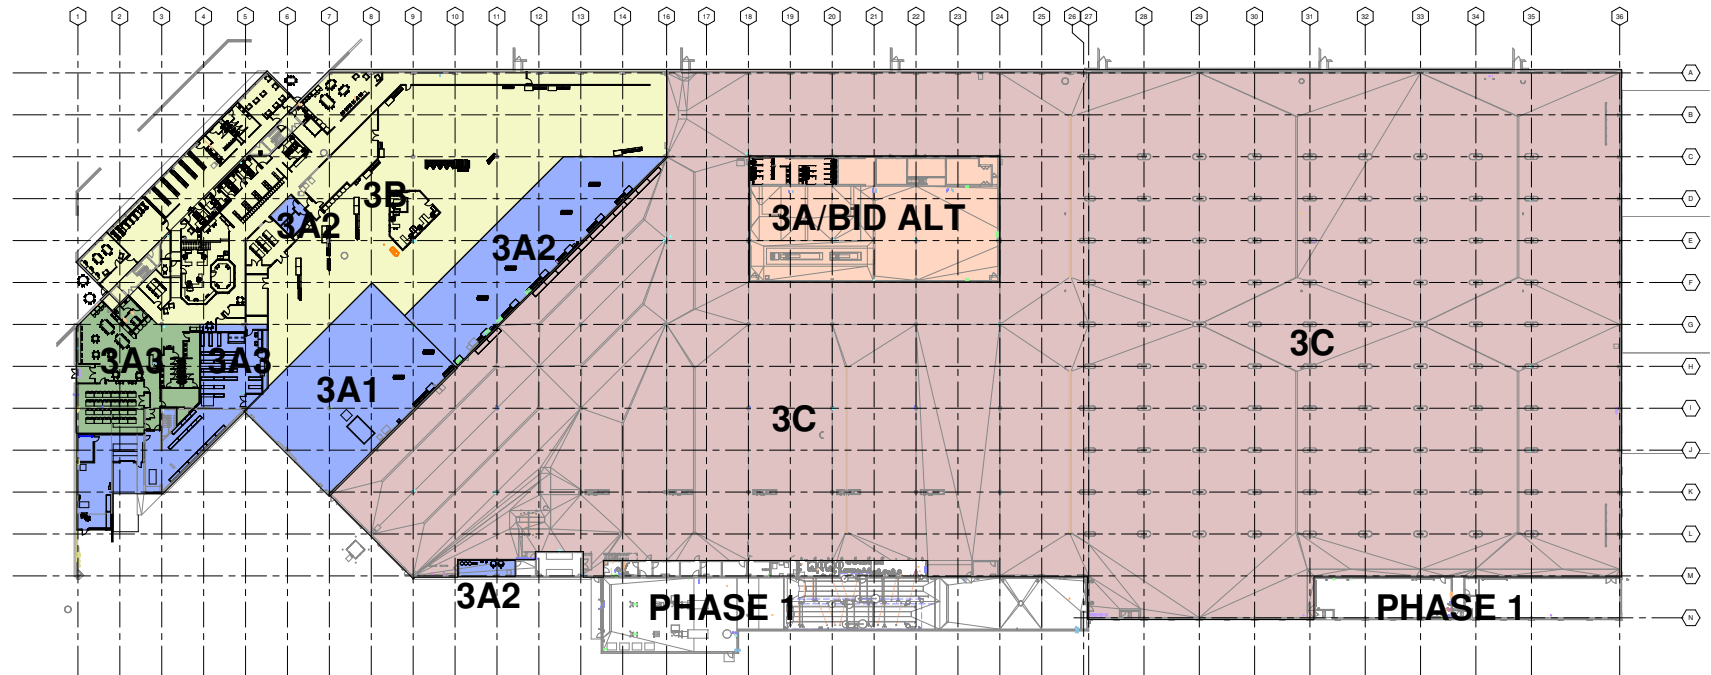 1 2 3 4 5 6 7 8 9 10 11 12 13 14 16 17 18 19 20 21 22 23 24 25 26 27 28 29 30 31 32 33 34 35 36
A
B
C
3B
D
3A2
3A/BID ALT
3A2
E
F
G
3C
3A3
3A3
H
3A1
I
3C
J
K
L
M
3A2
PHASE 1
PHASE 1
N